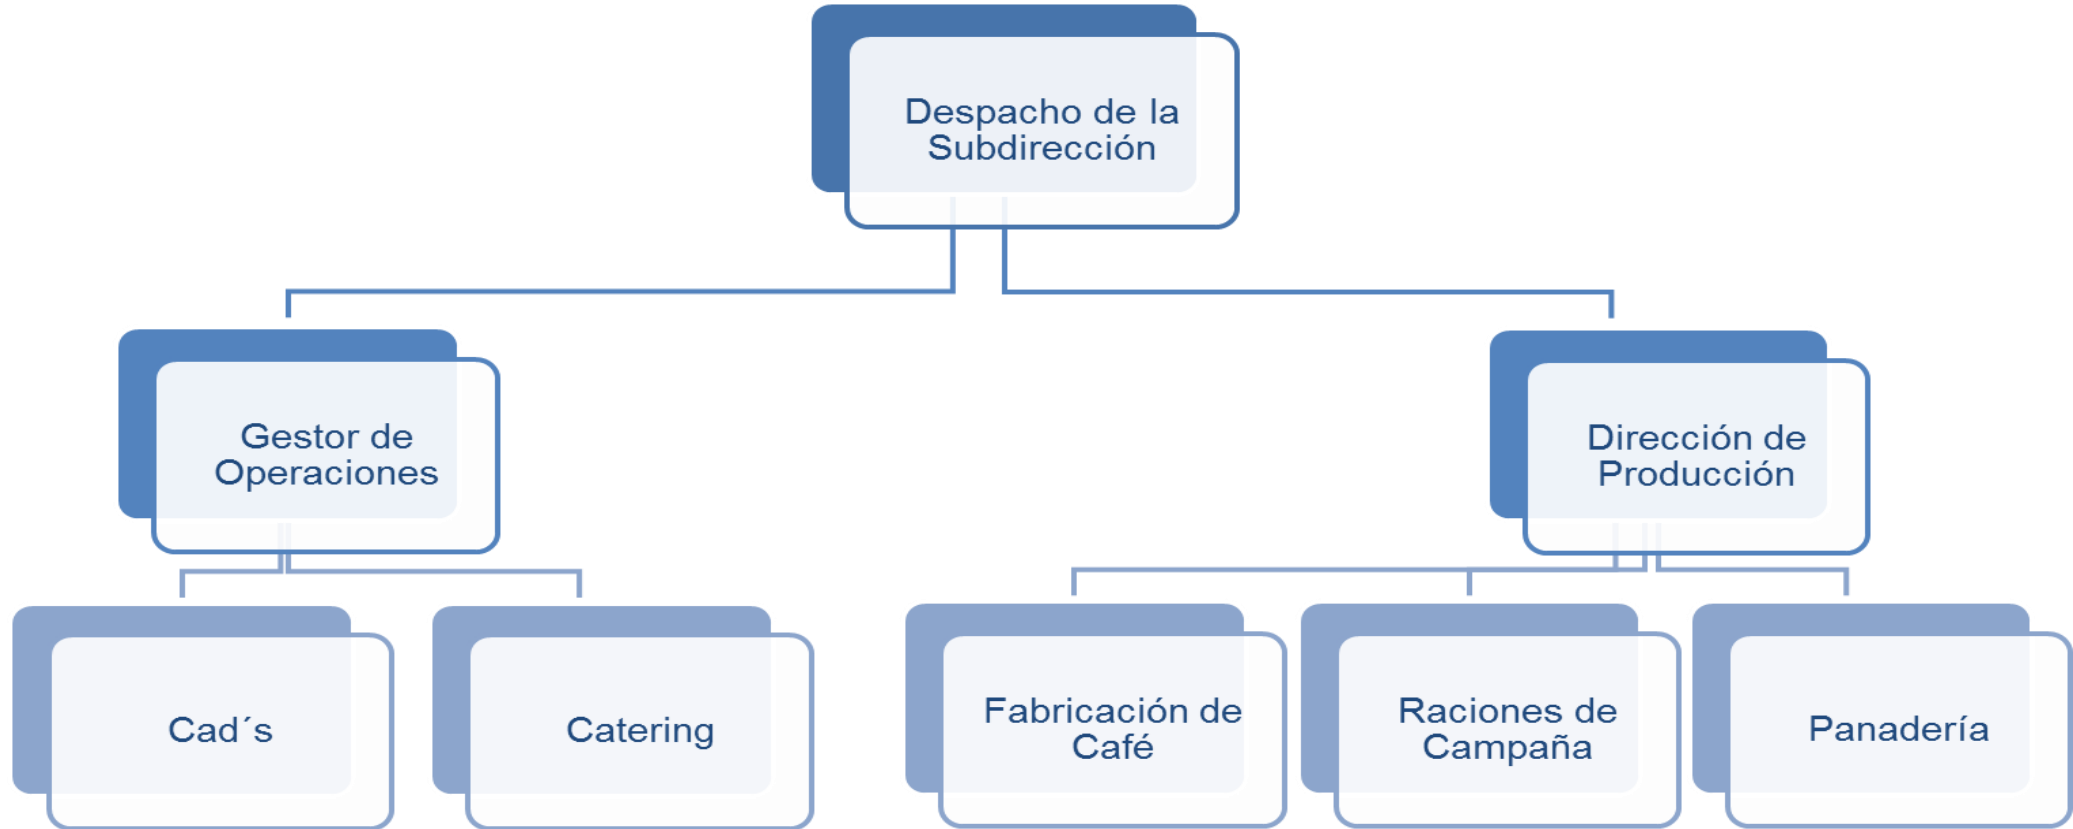 Despacho de la
Subdirección
Gestor de
Operaciones
Dirección de
Producción
Cad´s
Catering
Fabricación de
Café
Raciones de
Campaña
Panadería